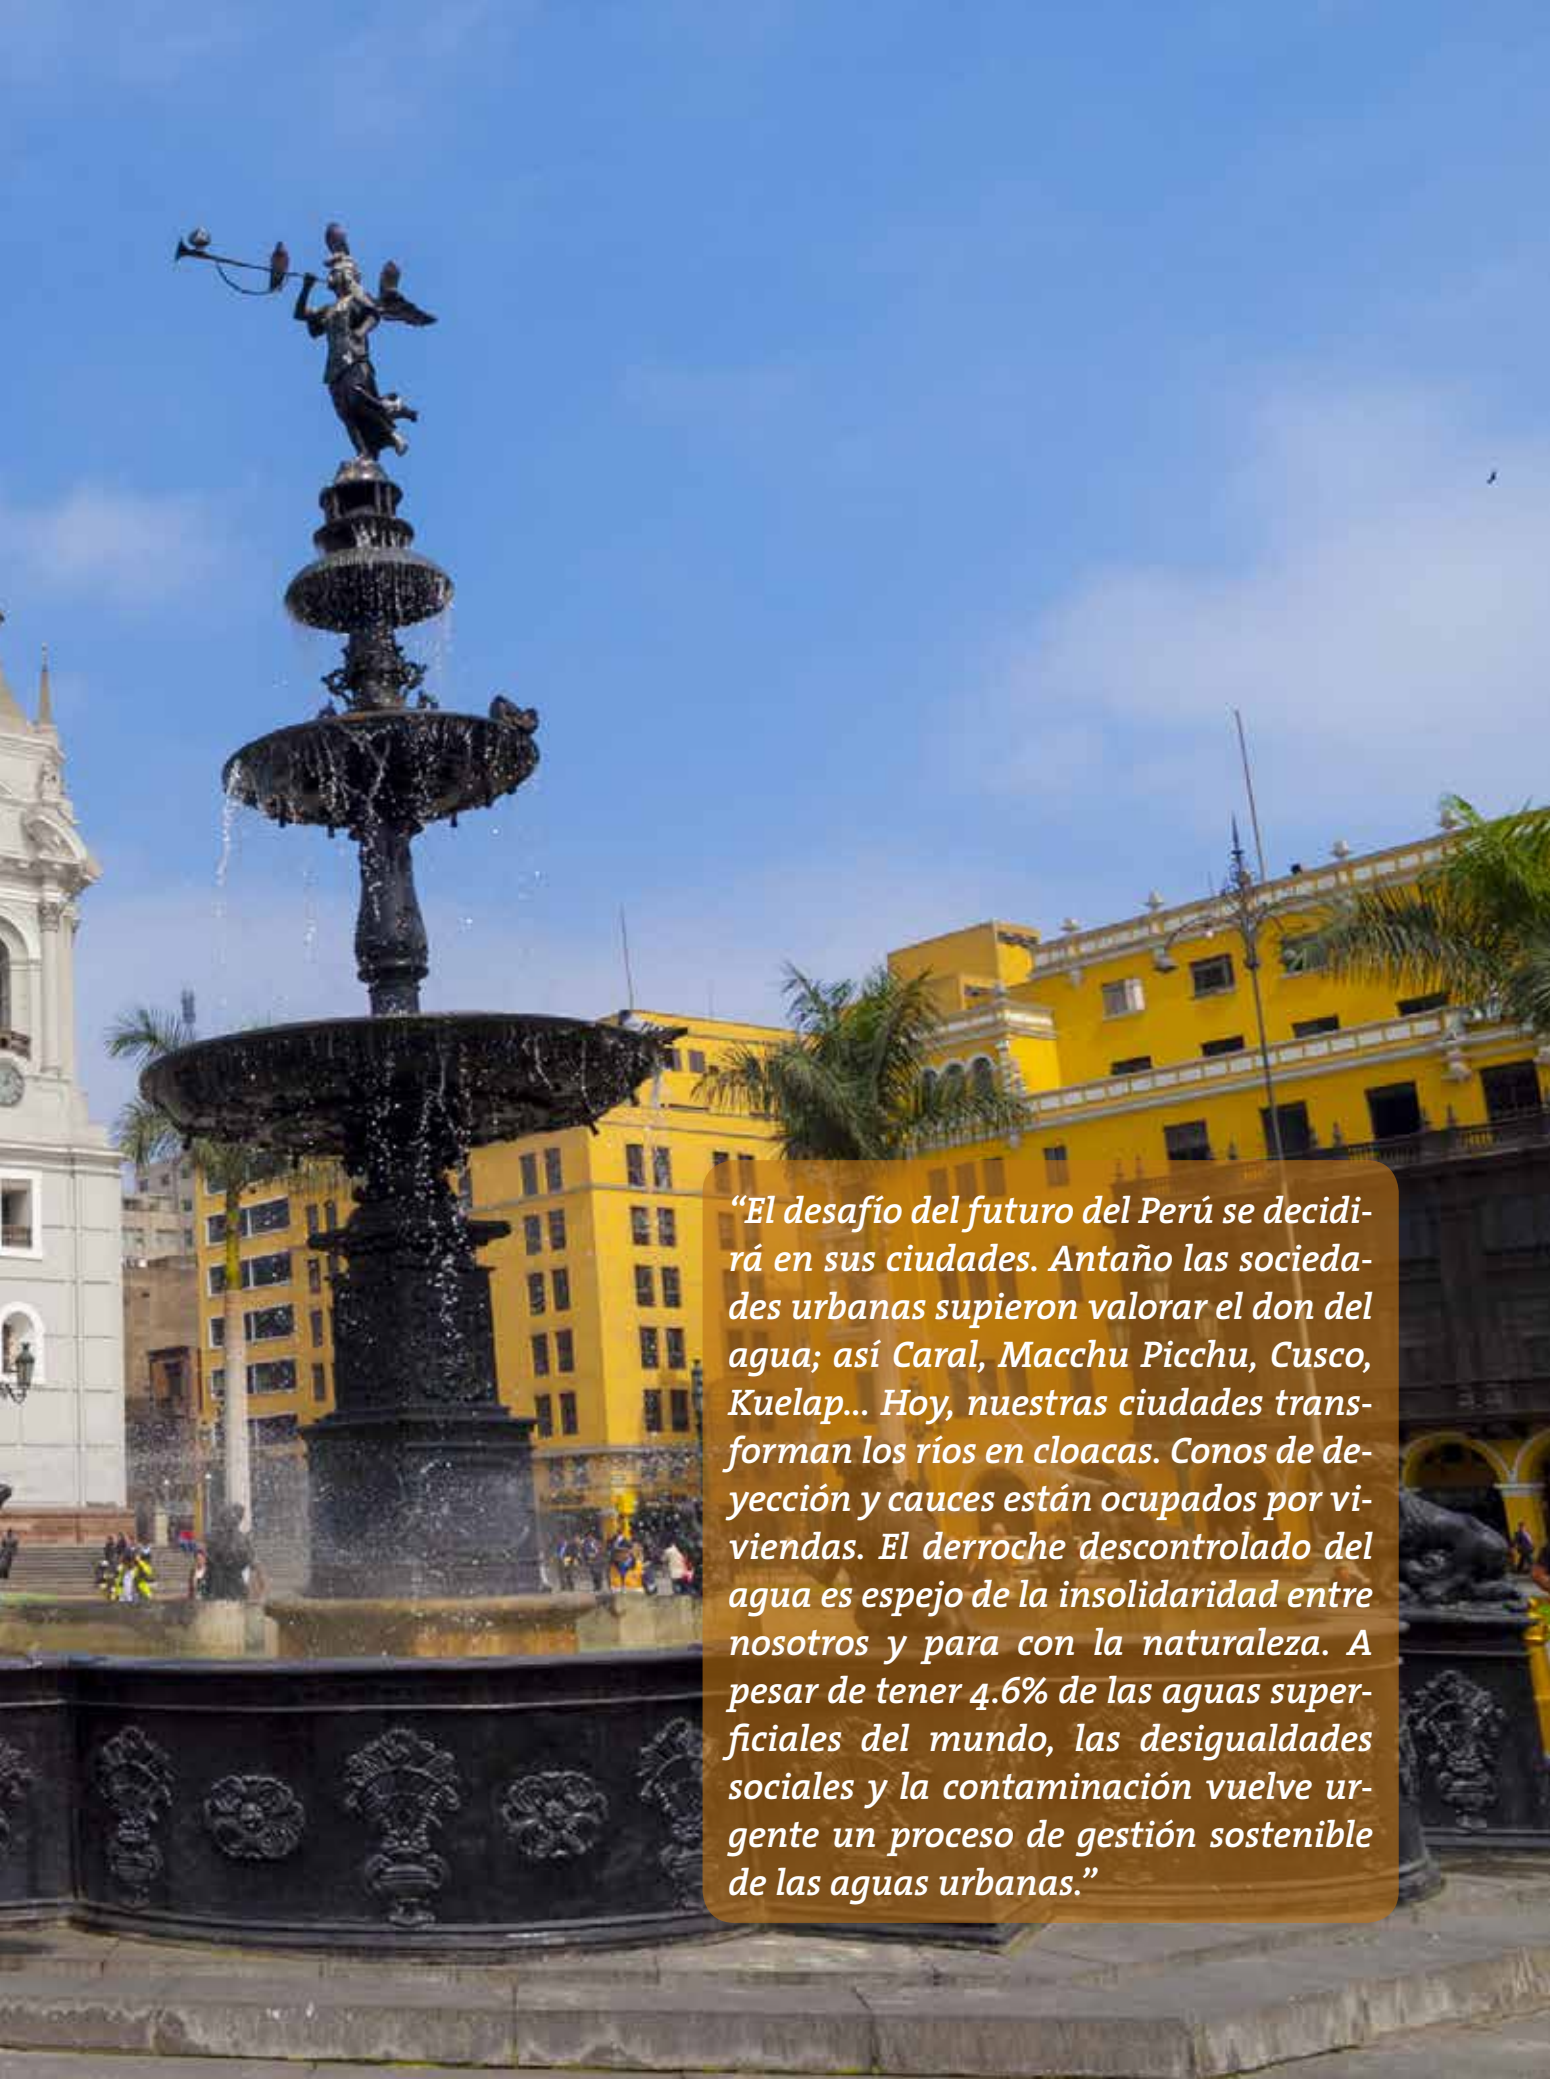 “El desafío del futuro del Perú se decidi-
rá en sus ciudades. Antaño las socieda-
des urbanas supieron valorar el don del
agua; así Caral, Macchu Picchu, Cusco,
Kuelap... Hoy, nuestras ciudades trans-
forman los ríos en cloacas. Conos de de-
yección y cauces están ocupados por vi-
viendas. El derroche descontrolado del
agua es espejo de la insolidaridad entre
nosotros y para con la naturaleza. A
pesar de tener 4.6% de las aguas super-
ficiales del mundo, las desigualdades
sociales y la contaminación vuelve ur-
gente un proceso de gestión sostenible
de las aguas urbanas.”